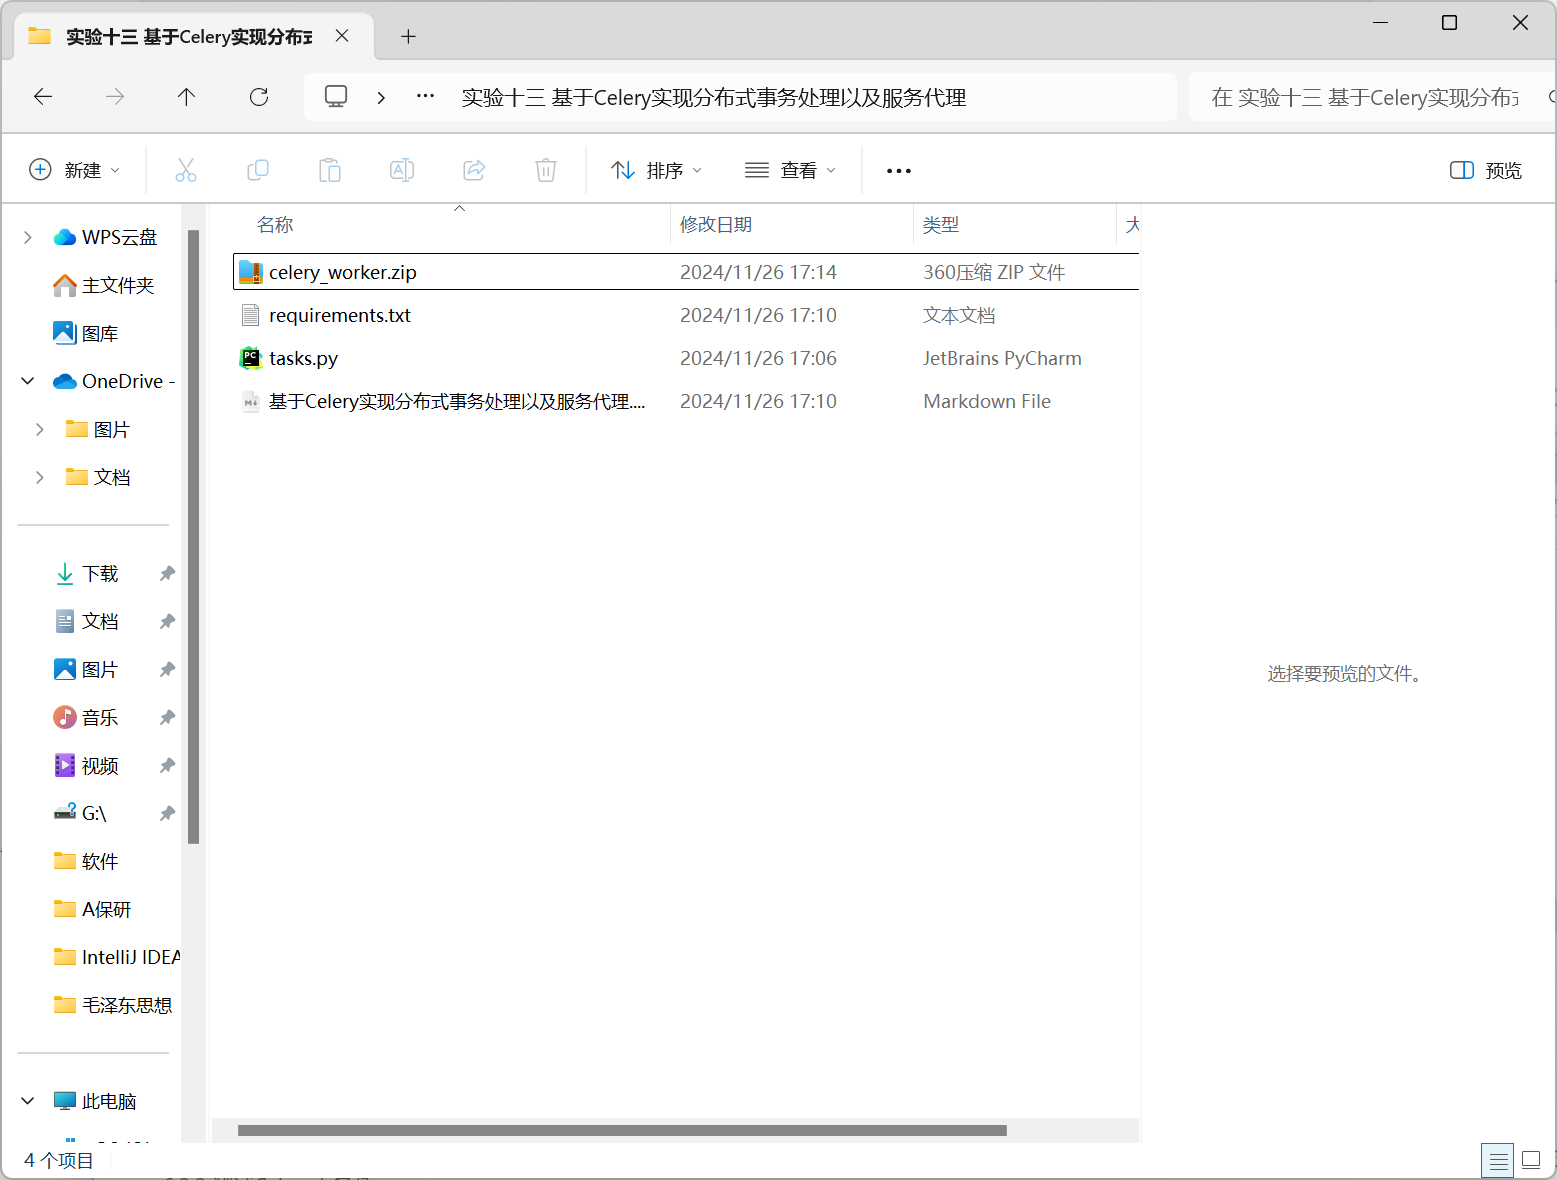 实验十三 基于Celery实现分布
实验十三 基于Celery实现分布式事务处理以及服务代理
在 实验十三 基于Celery实现分布
新建
排序
查看
预览
WPS云盘
主文件夹
图库
OneDrive -
图片
文档
下载
文档
图片
音乐
视频
G:\
软件
A保研
IntelliJ IDEA
毛泽东思想
此电脑
名称 修改日期 类型 大
celery_worker.zip 2024/11/26 17:14 360压缩 ZIP 文件
requirements.txt 2024/11/26 17:10 文本文档
tasks.py 2024/11/26 17:06 JetBrains PyCharm
基于Celery实现分布式事务处理以及服务代理.... 2024/11/26 17:10 Markdown File
选择要预览的文件。
4 个项目